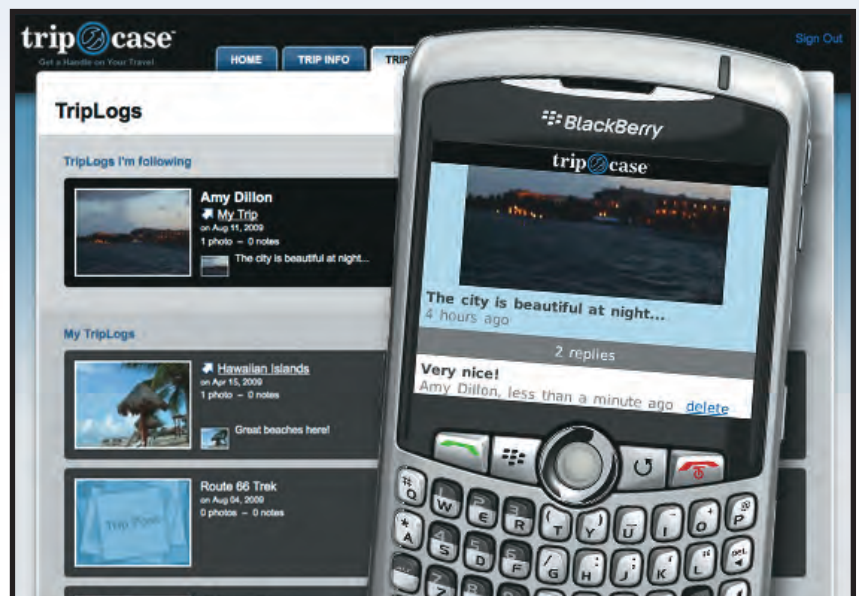 trip case
Get a Handle on Your Travel
HOME
TRIP INFO
TRIP
Sign Out
TripLogs
TripLogs I'm following
Amy Dillon
My Trip
on Aug 11, 2009
1 photo – 0 notes
The city is beautiful at night...
My TripLogs
Hawaiian Islands
on Apr 15, 2009
1 photo – 0 notes
Great beaches here!
Route 66 Trek
on Aug 04, 2009
0 photos – 0 notes
BlackBerry
trip case
The city is beautiful at night...
4 hours ago
2 replies
Very nice!
Amy Dillon, less than a minute ago delete
# Q W E R ( T ) Y U I + O @ P
* A S D F / G : H ; J ' K " L DEL
Z